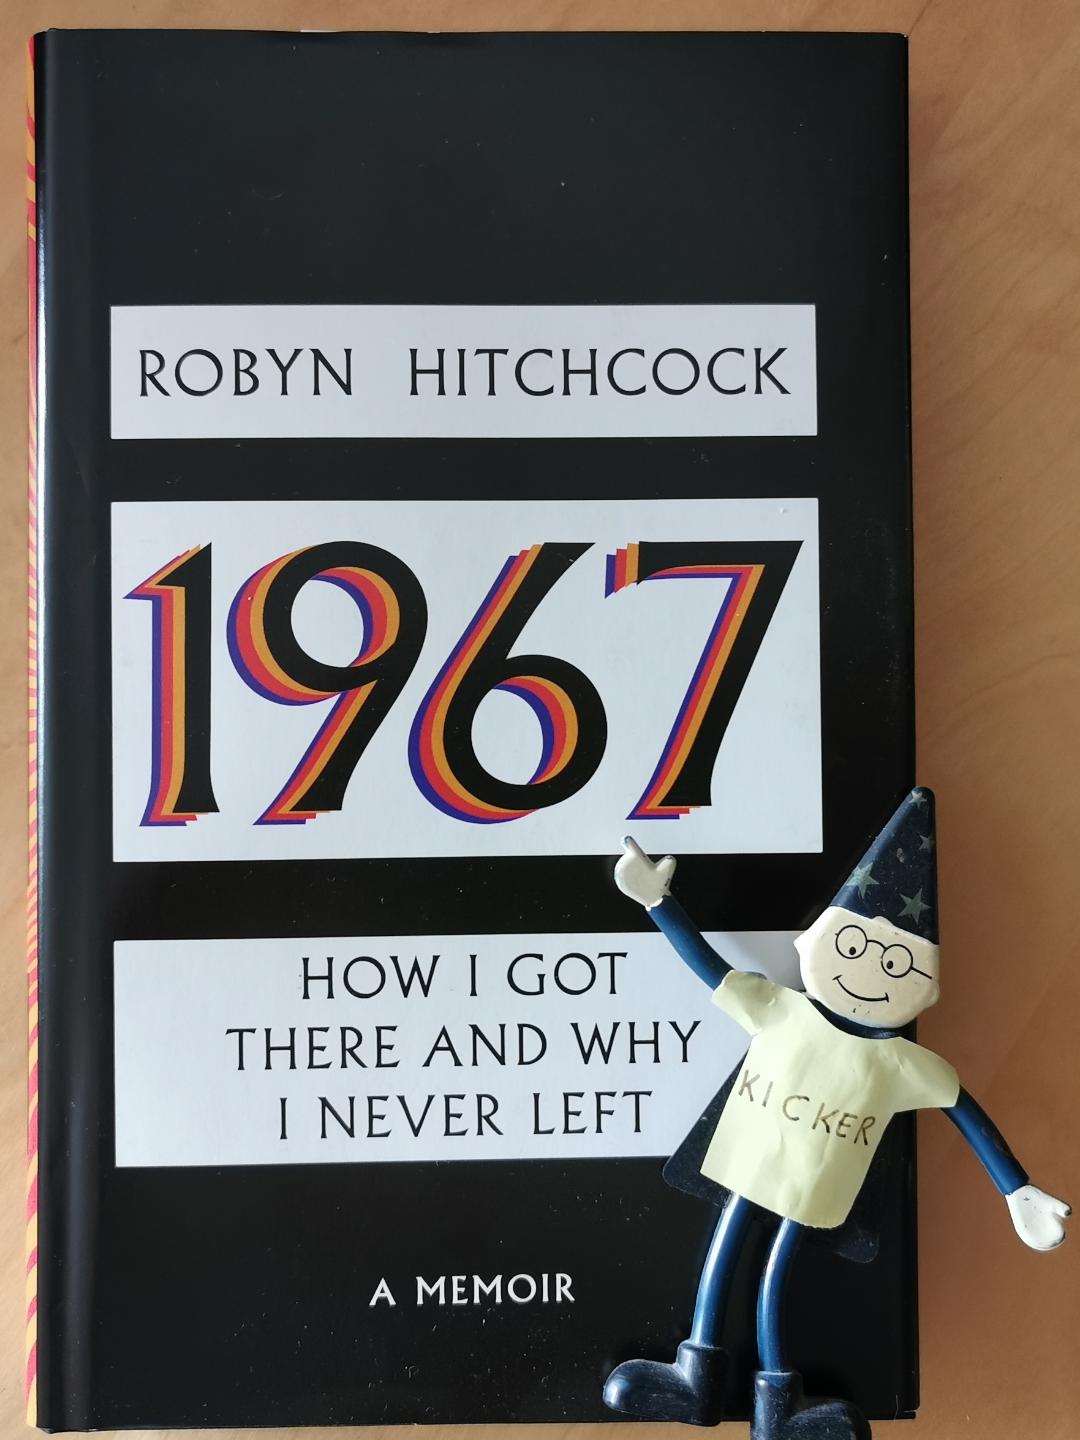 ROBYN HITCHCOCK
1967
HOW I GOT
THERE AND WHY
I NEVER LEFT
KICKER
A MEMOIR